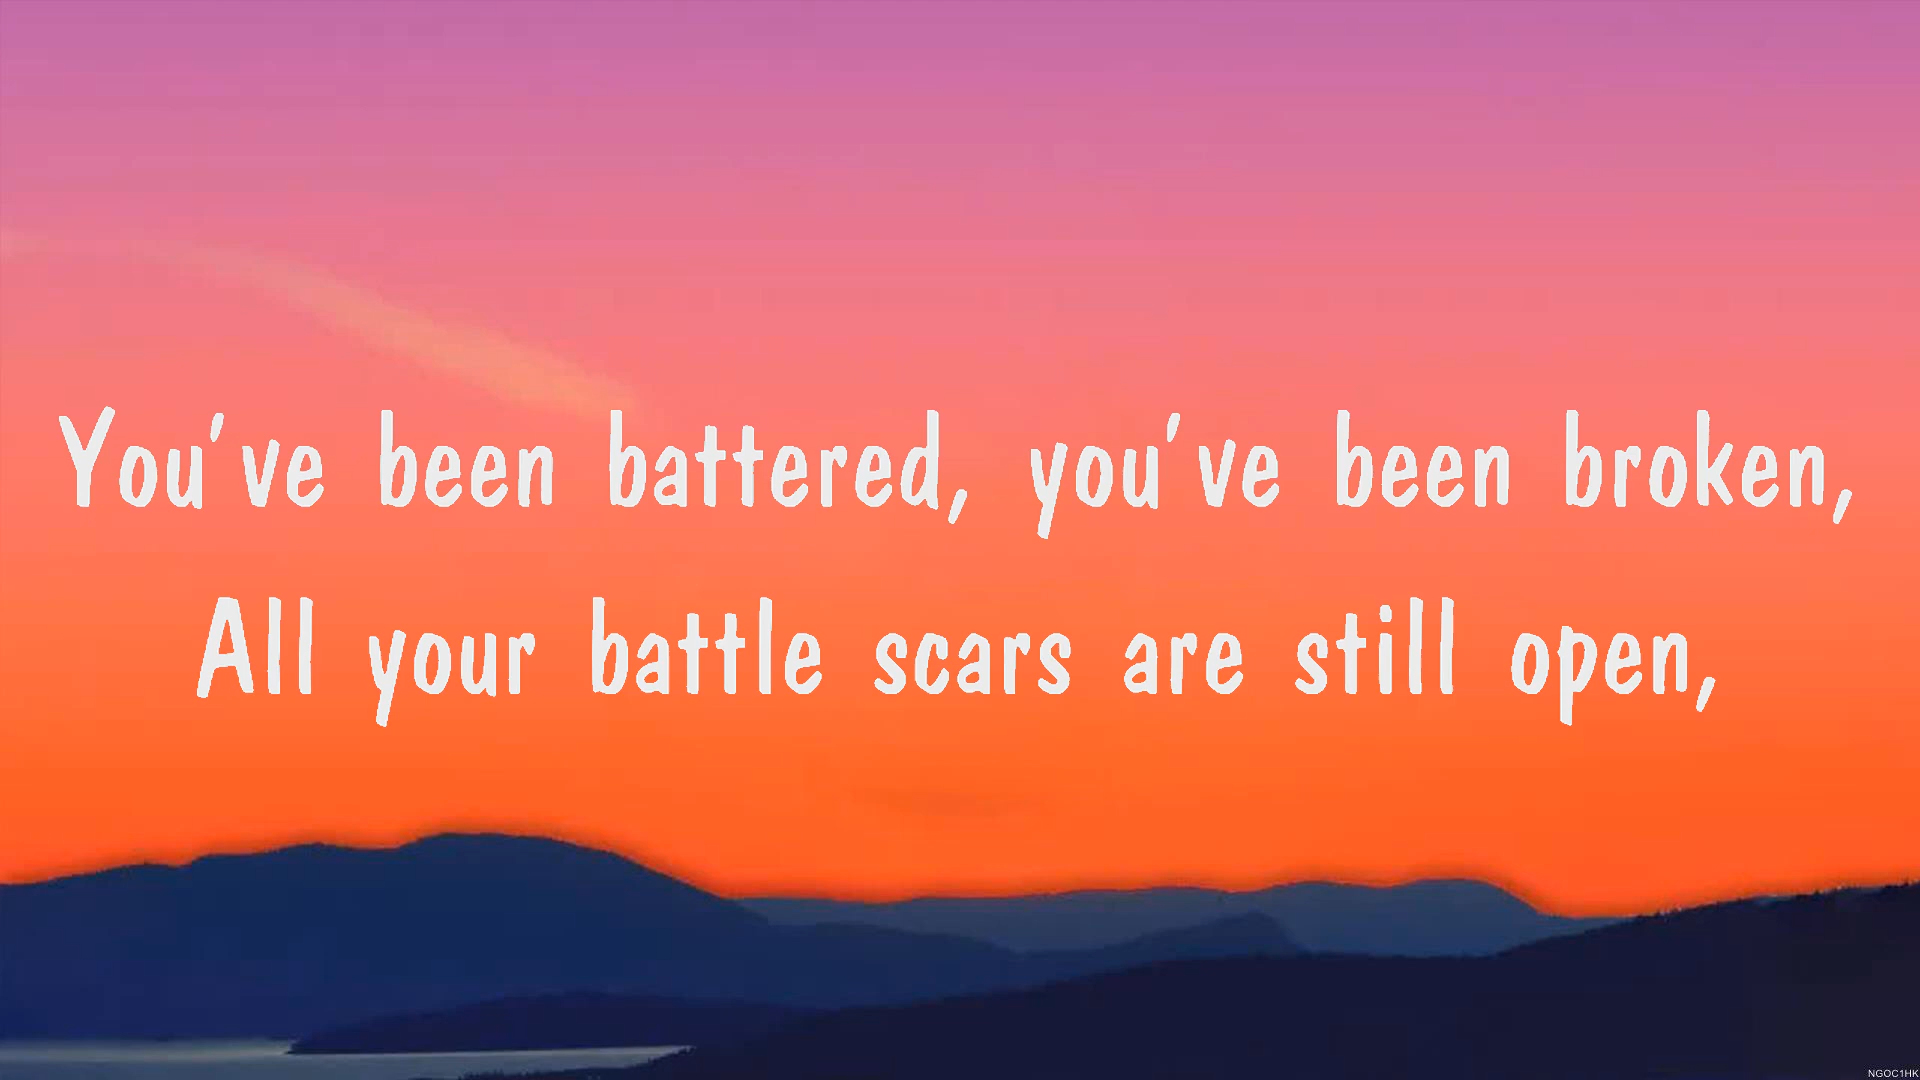 You've been battered, you've been broken,
All your battle scars are still open,
NGOC1HK